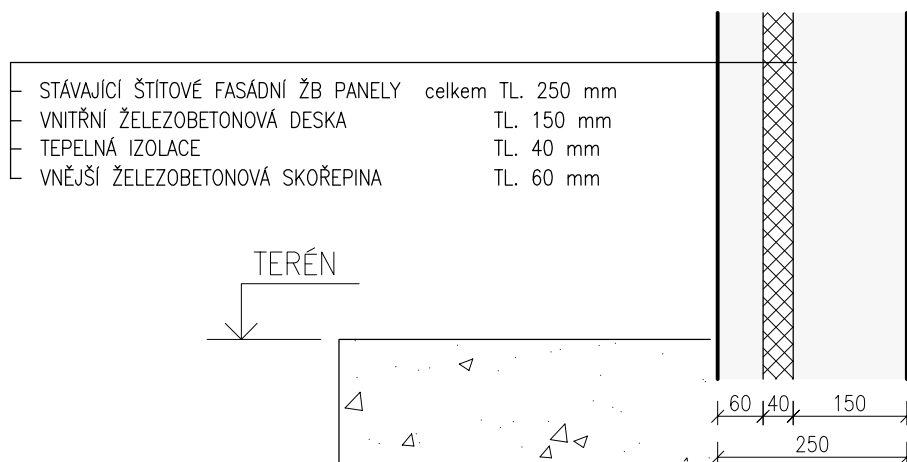 STÁVAJÍCÍ ŠTÍTOVÉ FASÁDNÍ ŽB PANELY celkem TL. 250 mm
VNITŘNÍ ŽELEZOBETONOVÁ DESKA TL. 150 mm
TEPELNÁ IZOLACE TL. 40 mm
VNĚJŠÍ ŽELEZOBETONOVÁ SKOŘEPINA TL. 60 mm
TERÉN
60 40 150
250